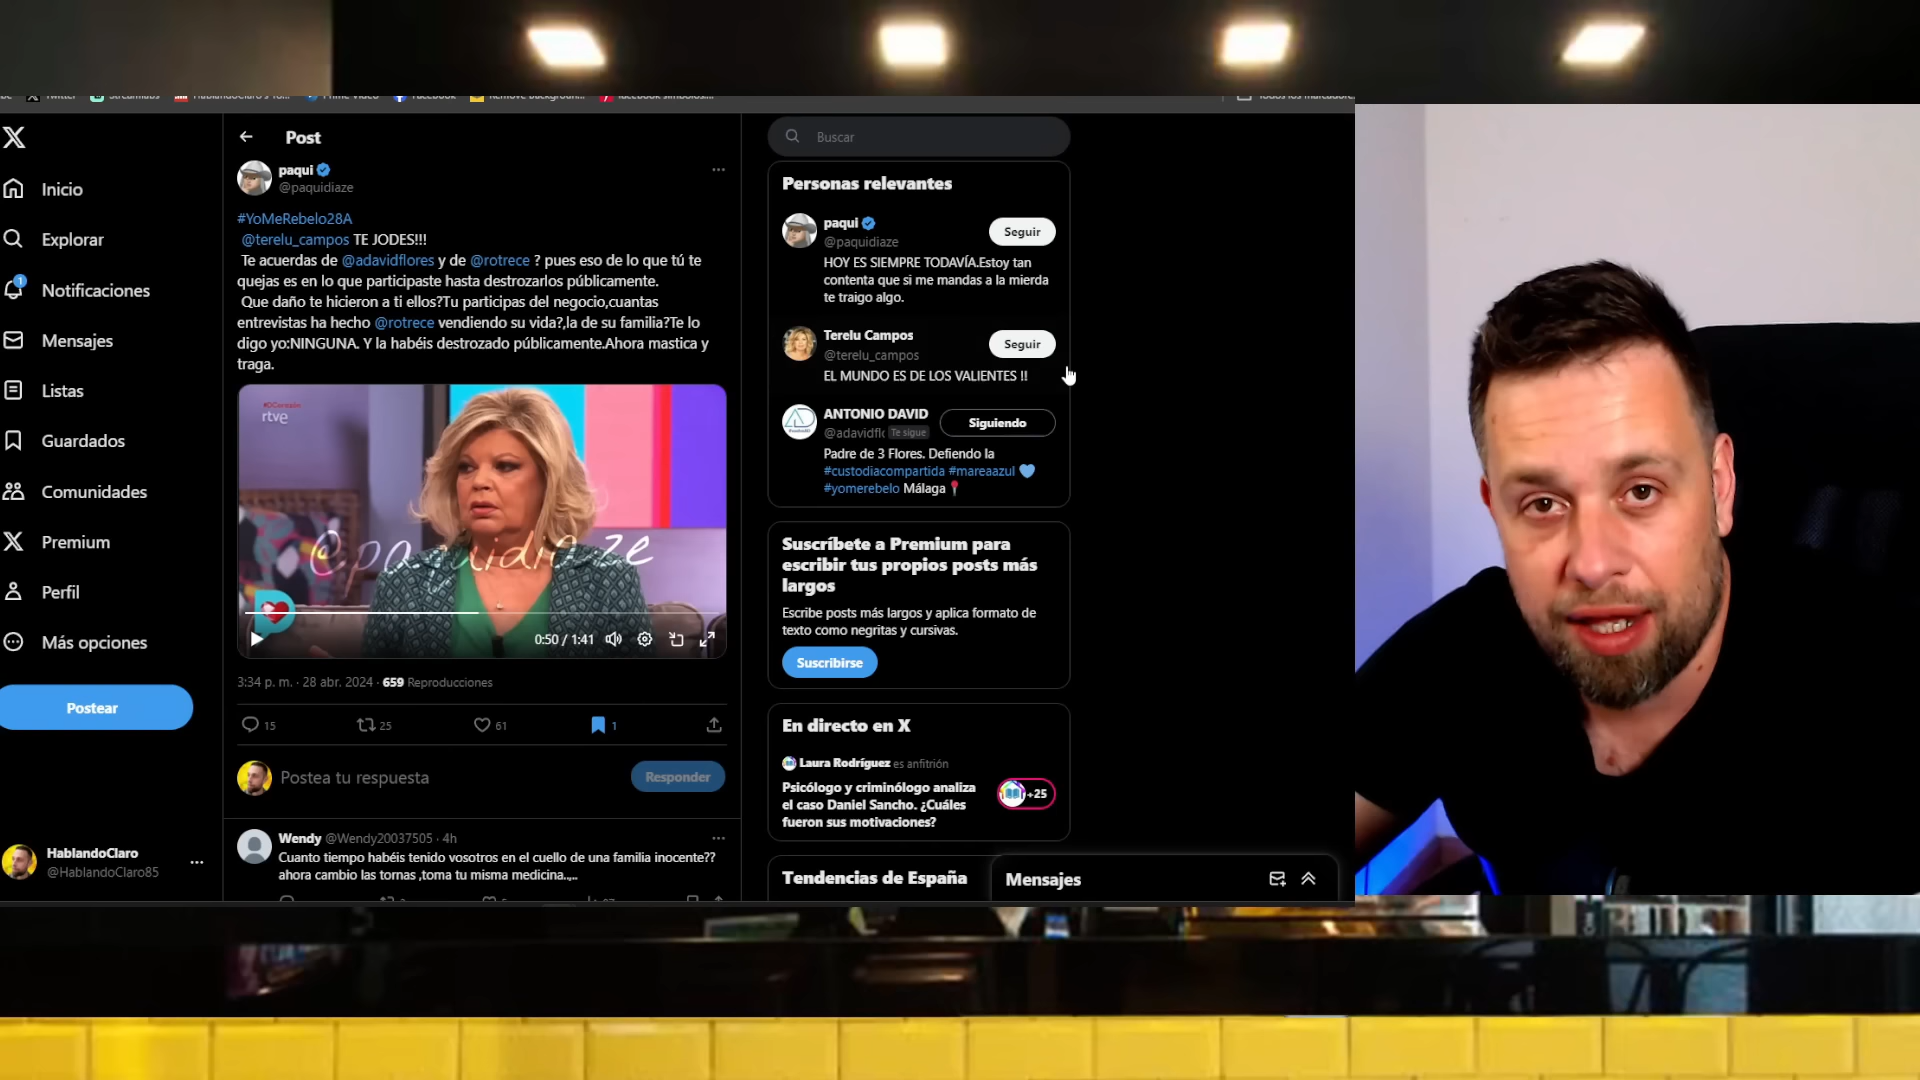 Post
Inicio
Explorar
1
Notificaciones
Mensajes
Listas
Guardados
Comunidades
Premium
Perfil
Más opciones
Postear
HablandoClaro
@HablandoClaro85
paqui
@paquidiaze
#YoMeRebelo28A
@terelu_campos TE JODES!!!
Te acuerdas de @adavidflores y de @rotrece ? pues eso de lo que tú te
quejas es en lo que participaste hasta destrozarlos públicamente.
Que daño te hicieron a ti ellos?Tu participas del negocio,cuantas
entrevistas ha hecho @rotrece vendiendo su vida?,la de su familia?Te lo
digo yo:NINGUNA. Y la habéis destrozado públicamente.Ahora mastica y
traga.
rtve
@paquidiaze
0:50 / 1:41
3:34 p. m. · 28 abr. 2024 · 659 Reproducciones
15 25 61 1
Postea tu respuesta
Responder
Wendy @Wendy20037505 · 4h
Cuanto tiempo habéis tenido vosotros en el cuello de una familia inocente??
ahora cambio las tornas ,toma tu misma medicina..,..
Buscar
Personas relevantes
paqui
@paquidiaze
Seguir
HOY ES SIEMPRE TODAVÍA.Estoy tan
contenta que si me mandas a la mierda
te traigo algo.
Terelu Campos
@terelu_campos
Seguir
EL MUNDO ES DE LOS VALIENTES !!
ANTONIO DAVID
@adavidflc Te sigue
Siguiendo
Padre de 3 Flores. Defiendo la
#custodiacompartida #mareaazul
#yomerebelo Málaga
Suscríbete a Premium para
escribir tus propios posts más
largos
Escribe posts más largos y aplica formato de
texto como negritas y cursivas.
Suscribirse
En directo en X
Laura Rodríguez es anfitrión
Psicólogo y criminólogo analiza
el caso Daniel Sancho. ¿Cuáles
fueron sus motivaciones?
+25
Tendencias de España
Mensajes